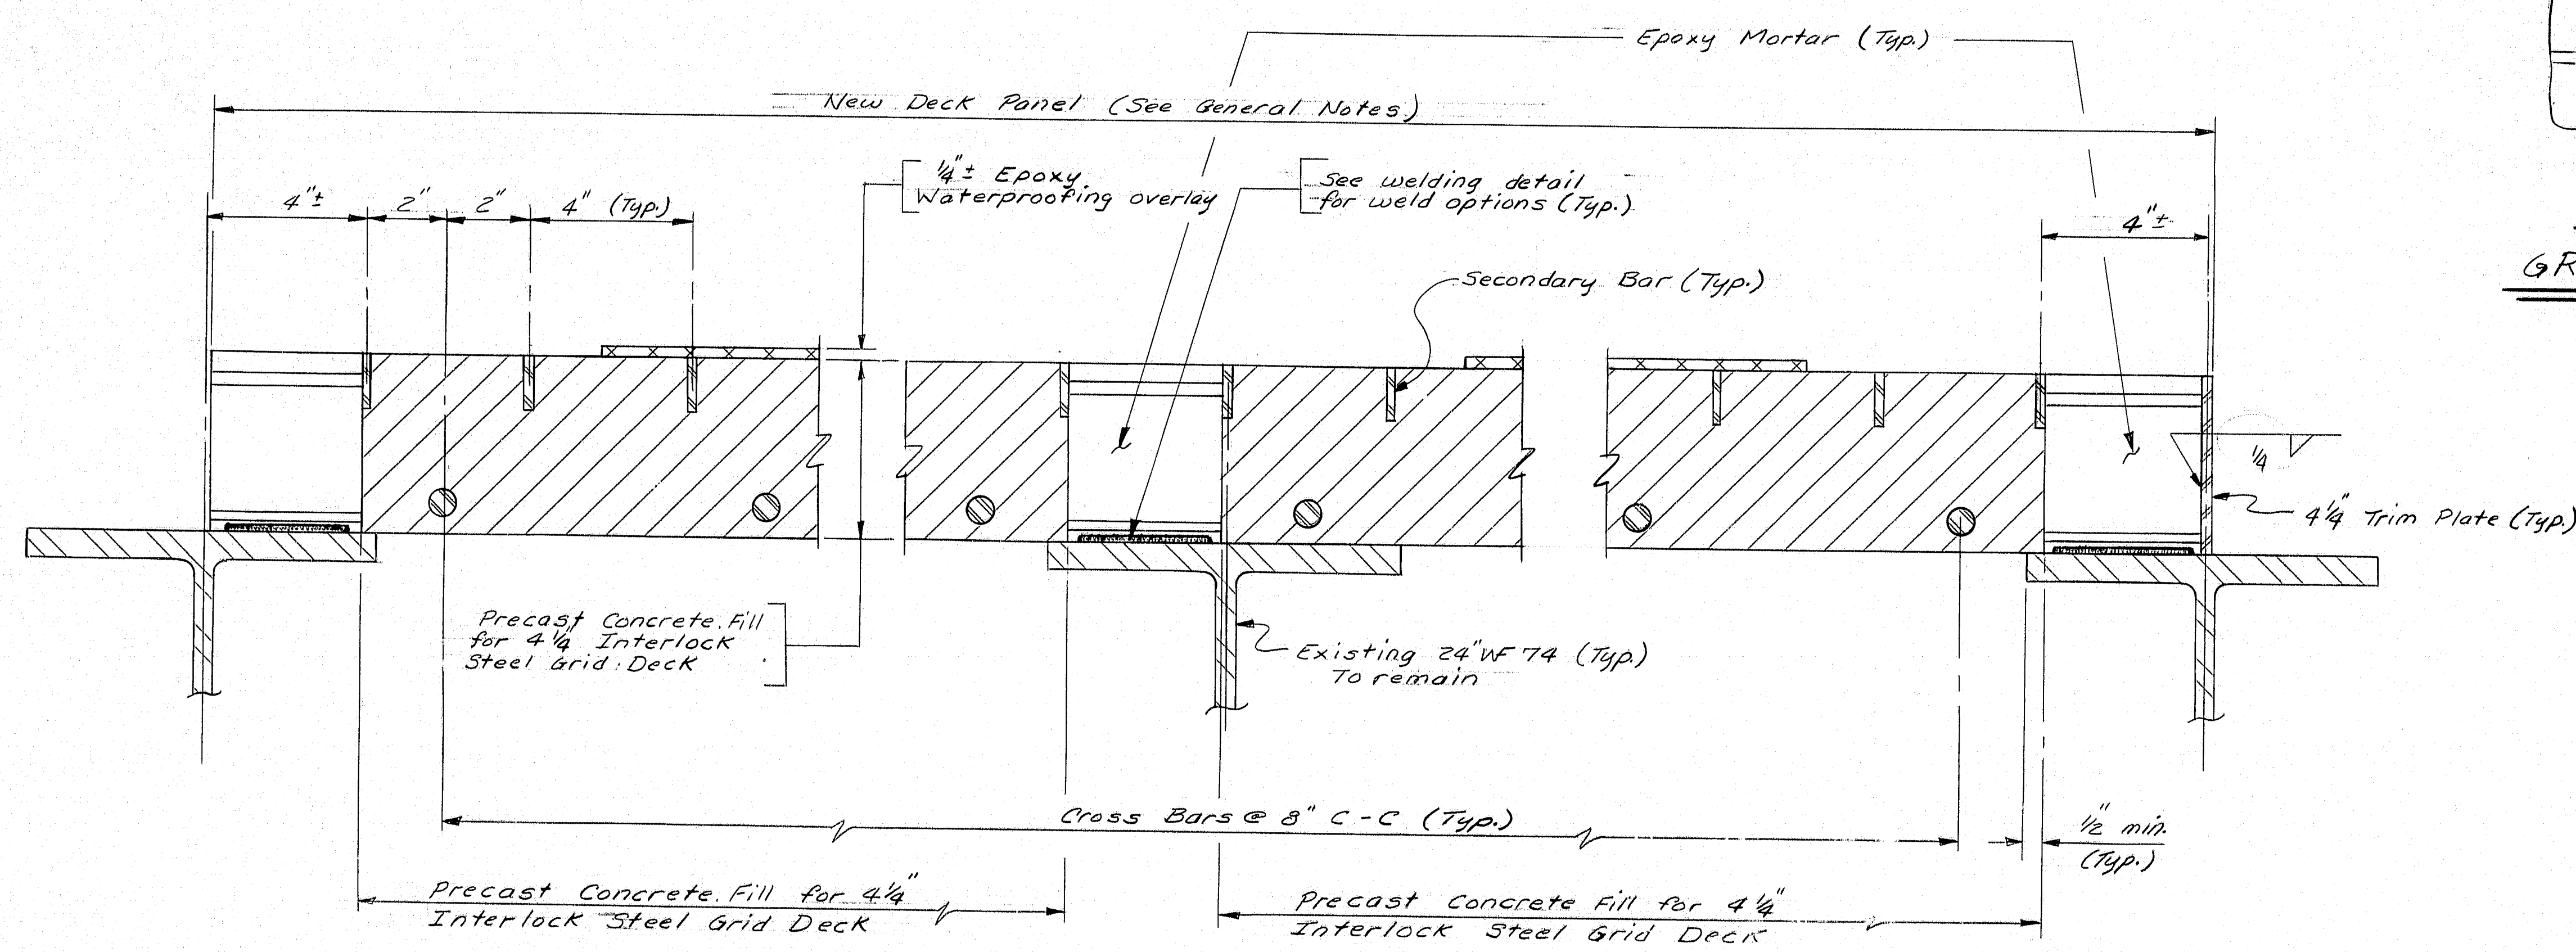 Epoxy Mortar (Typ.)
New Deck Panel (See General Notes)
1/4"± Epoxy
Waterproofing overlay
See welding detail
for weld options (Typ.)
4"±
2"
2"
4" (Typ.)
4"±
Secondary Bar (Typ.)
GR
1/4
4 1/4 Trim Plate (Typ.)
Precast Concrete Fill
for 4 1/4" Interlock
Steel Grid Deck
Existing 24"WF 74 (Typ.)
To remain
Cross Bars @ 8" C-C (Typ.)
1/2" min.
(Typ.)
Precast Concrete Fill for 4 1/4"
Interlock Steel Grid Deck
Precast Concrete Fill for 4 1/4"
Interlock Steel Grid Deck